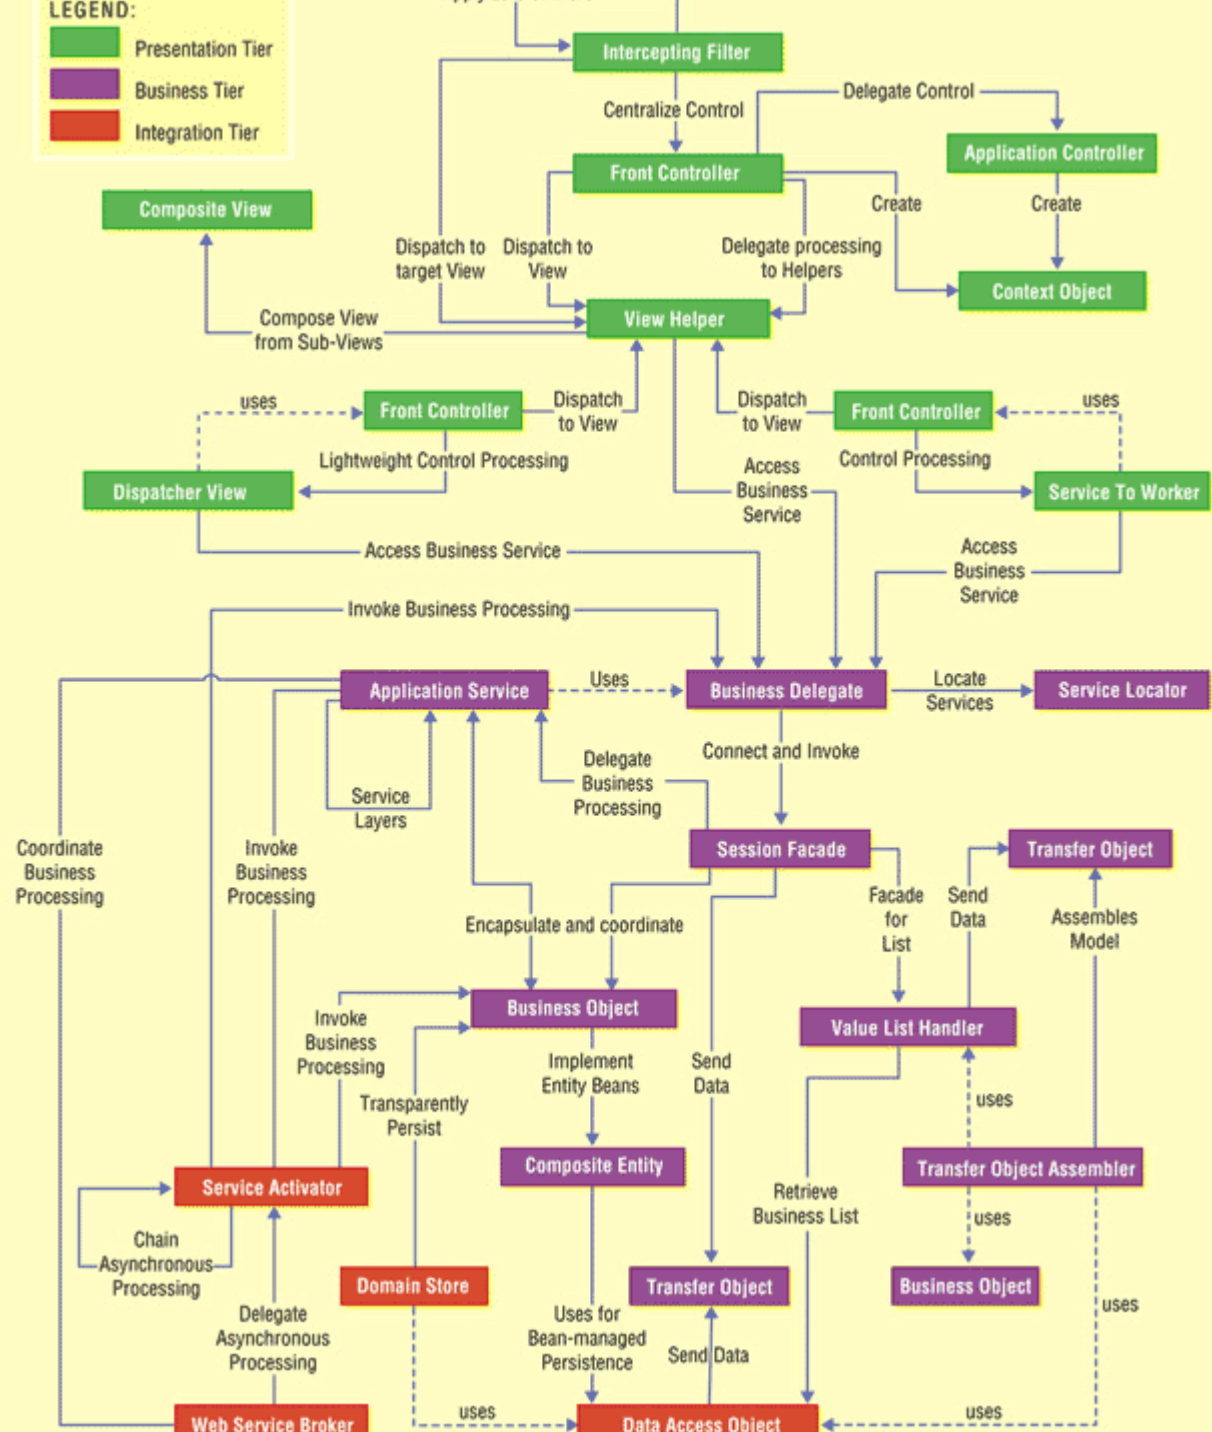 LEGEND:
Presentation Tier
Business Tier
Integration Tier
Intercepting Filter
Centralize Control
Delegate Control
Front Controller
Application Controller
Composite View
Create
Create
Dispatch to
target View
Dispatch to
View
Delegate processing
to Helpers
Context Object
View Helper
Compose View
from Sub-Views
uses
Front Controller
Dispatch
to View
Dispatch
to View
Front Controller
uses
Lightweight Control Processing
Control Processing
Dispatcher View
Access
Business
Service
Service To Worker
Access Business Service
Access
Business
Service
Invoke Business Processing
Application Service
Uses
Business Delegate
Locate
Services
Service Locator
Connect and Invoke
Delegate
Business
Processing
Service
Layers
Coordinate
Business
Processing
Invoke
Business
Processing
Session Facade
Transfer Object
Facade
for
List
Send
Data
Assembles
Model
Encapsulate and coordinate
Business Object
Value List Handler
Invoke
Business
Processing
Implement
Entity Beans
Send
Data
Transparently
Persist
uses
Composite Entity
Transfer Object Assembler
Service Activator
Retrieve
Business List
uses
Chain
Asynchronous
Processing
Domain Store
Transfer Object
Business Object
Delegate
Asynchronous
Processing
Uses for
Bean-managed
Persistence
Send Data
uses
Web Service Broker
uses
Data Access Object
uses